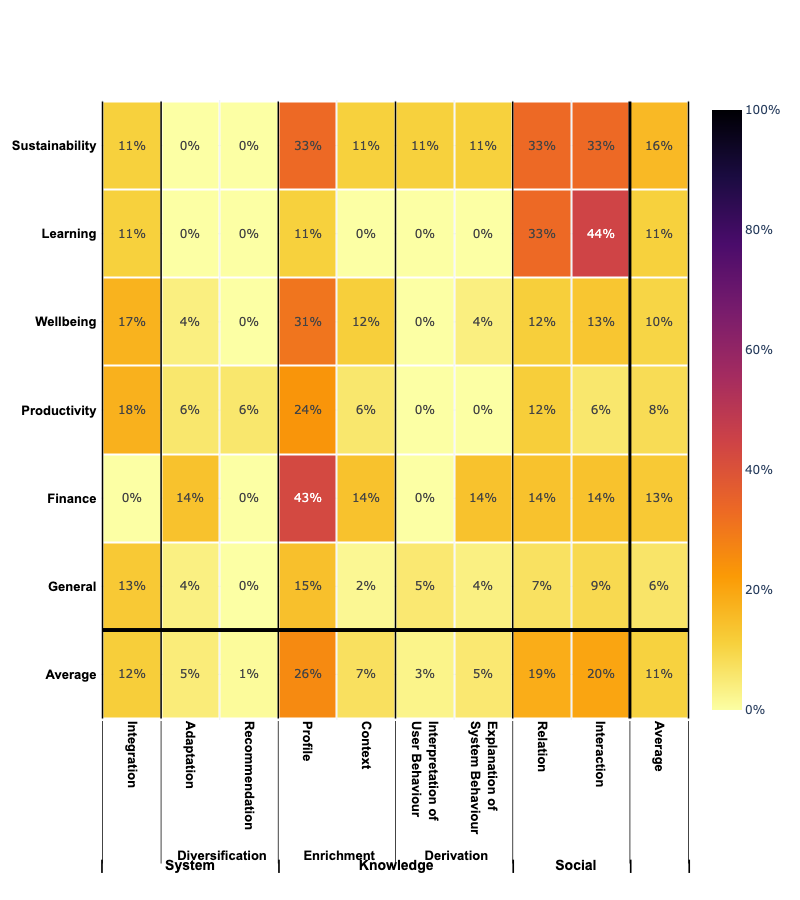 100%
Sustainability 11% 0% 0% 33% 11% 11% 11% 33% 33% 16%
80%
Learning 11% 0% 0% 11% 0% 0% 0% 33% 44% 11%
Wellbeing 17% 4% 0% 31% 12% 0% 4% 12% 13% 10%
60%
Productivity 18% 6% 6% 24% 6% 0% 0% 12% 6% 8%
40%
Finance 0% 14% 0% 43% 14% 0% 14% 14% 14% 13%
General 13% 4% 0% 15% 2% 5% 4% 7% 9% 6%
20%
Average 12% 5% 1% 26% 7% 3% 5% 19% 20% 11%
0%
Integration
Adaptation
Recommendation
Profile
Context
Interpretation of
User Behaviour
Explanation of
System Behaviour
Relation
Interaction
Average
Diversification Enrichment Derivation
System Knowledge Social